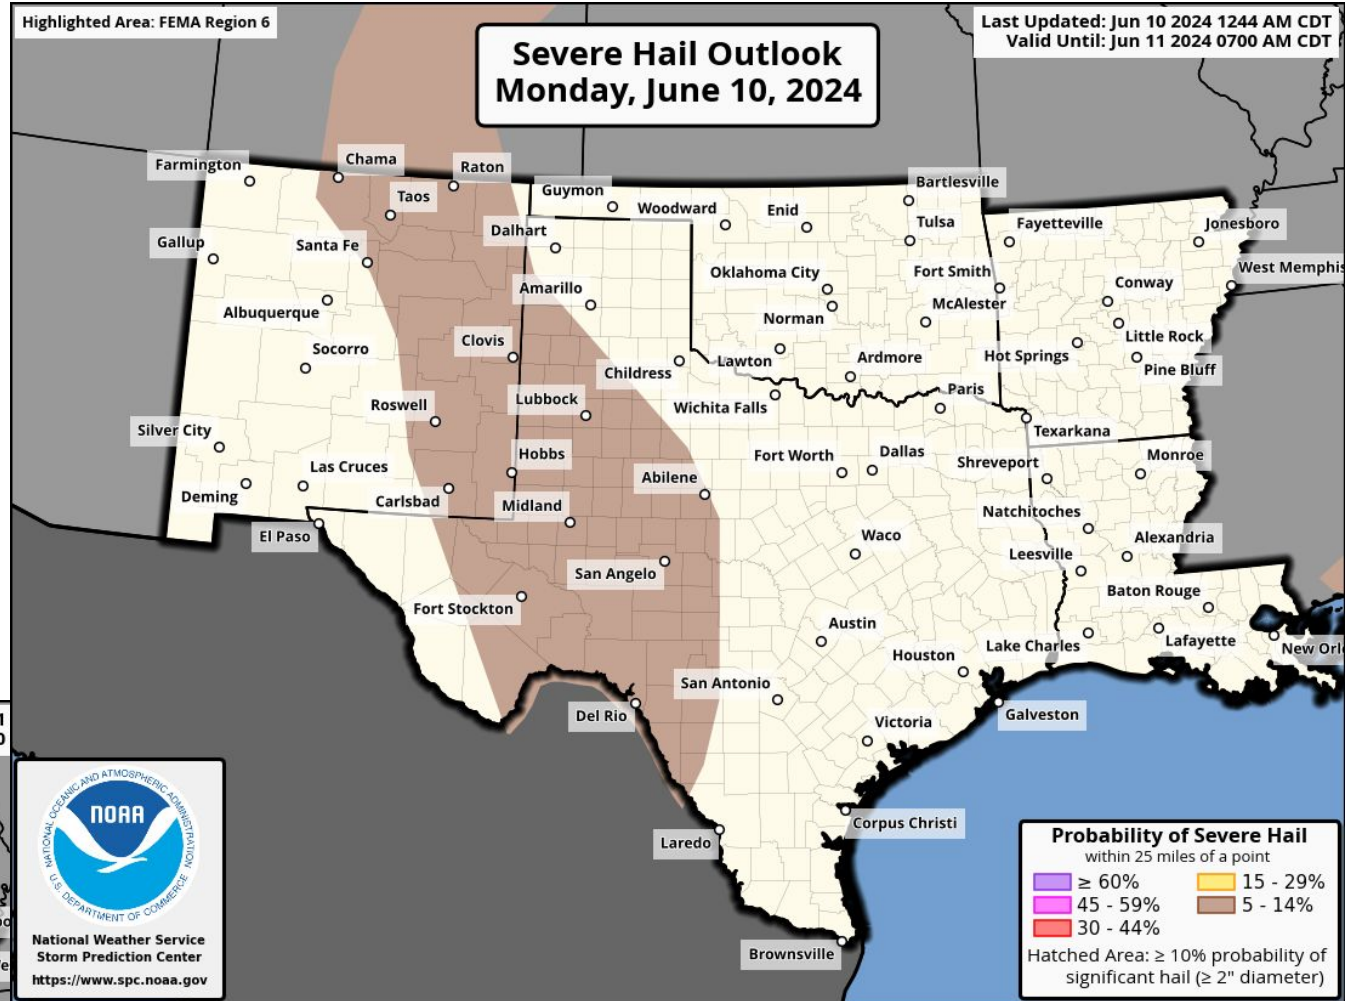 Highlighted Area: FEMA Region 6
Severe Hail Outlook
Monday, June 10, 2024
Last Updated: Jun 10 2024 1244 AM CDT
Valid Until: Jun 11 2024 0700 AM CDT
Farmington
Chama
Raton
Taos
Guymon
Woodward
Enid
Bartlesville
Gallup
Santa Fe
Dalhart
Tulsa
Fayetteville
Jonesboro
Albuquerque
Amarillo
Oklahoma City
Fort Smith
West Memphis
Norman
McAlester
Conway
Socorro
Clovis
Childress
Lawton
Ardmore
Hot Springs
Little Rock
Pine Bluff
Roswell
Lubbock
Wichita Falls
Paris
Silver City
Texarkana
Las Cruces
Hobbs
Abilene
Fort Worth
Dallas
Shreveport
Monroe
Deming
Carlsbad
Midland
Natchitoches
El Paso
San Angelo
Waco
Leesville
Alexandria
Fort Stockton
Baton Rouge
Austin
Lake Charles
Lafayette
New Orl
Houston
San Antonio
Del Rio
Victoria
Galveston
Laredo
Corpus Christi
Brownsville
NATIONAL OCEANIC AND ATMOSPHERIC ADMINISTRATION
NOAA
U.S. DEPARTMENT OF COMMERCE
National Weather Service
Storm Prediction Center
https://www.spc.noaa.gov
Probability of Severe Hail
within 25 miles of a point
≥ 60% 15 - 29%
45 - 59% 5 - 14%
30 - 44%
Hatched Area: ≥ 10% probability of
significant hail (≥ 2" diameter)